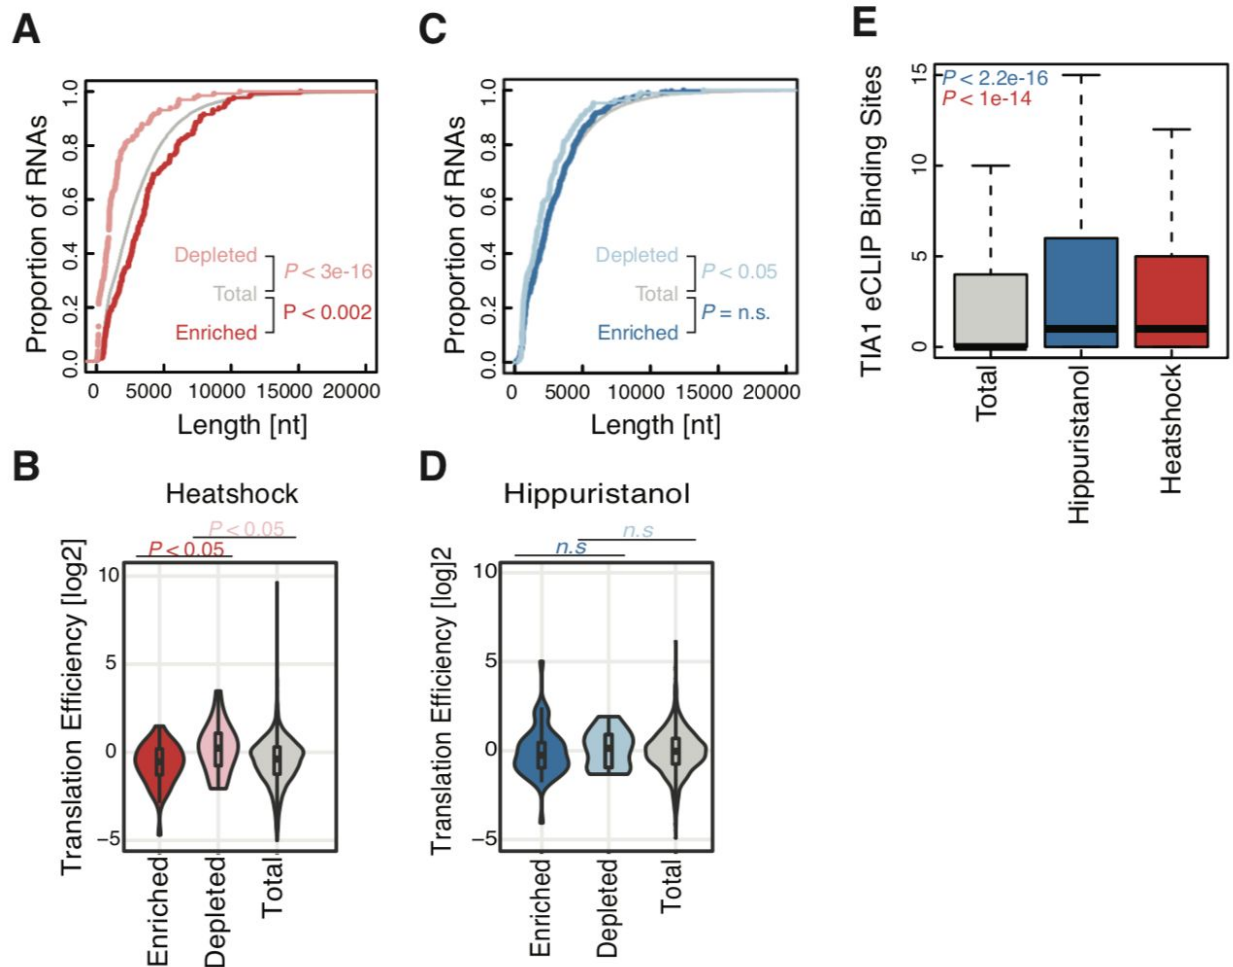 A
Proportion of RNAs
0.0 0.2 0.4 0.6 0.8 1.0
Depleted
Total
Enriched
P < 3e-16
P < 0.002
0 5000 10000 15000 20000
Length [nt]
C
Proportion of RNAs
0.0 0.2 0.4 0.6 0.8 1.0
Depleted
Total
Enriched
P < 0.05
P = n.s.
0 5000 10000 15000 20000
Length [nt]
E
TIA1 eCLIP Binding Sites
0 5 10 15
P < 2.2e-16
P < 1e-14
Total
Hippuristanol
Heatshock
B
Heatshock
P < 0.05
P < 0.05
Translation Efficiency [log2]
10
5
0
−5
Enriched
Depleted
Total
D
Hippuristanol
n.s
n.s
Translation Efficiency [log]2
10
5
0
−5
Enriched
Depleted
Total